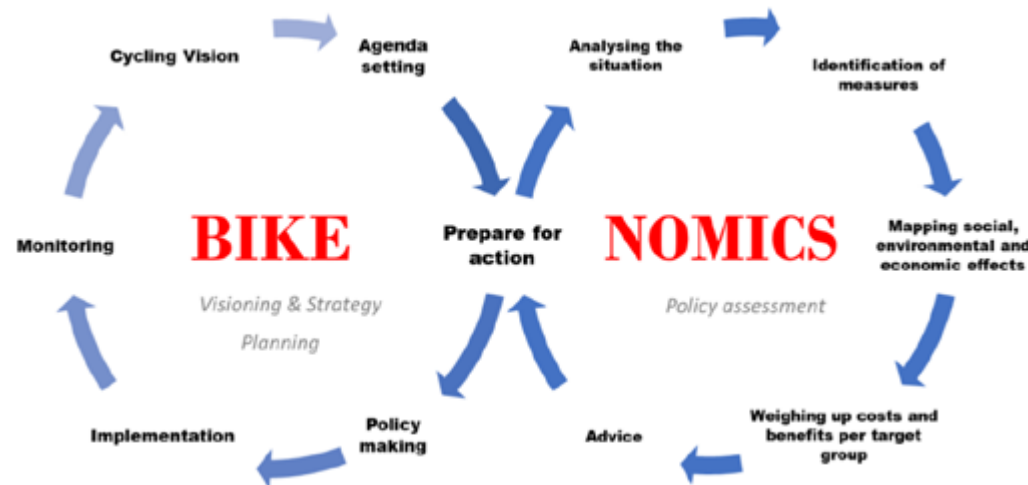 Cycling Vision
Agenda
setting
Analysing the
situation
Identification of
measures
Monitoring
BIKE
Prepare for
action
NOMICS
Mapping social,
environmental and
economic effects
Visioning & Strategy
Planning
Policy assessment
Implementation
Policy
making
Advice
Weighing up costs and
benefits per target
group